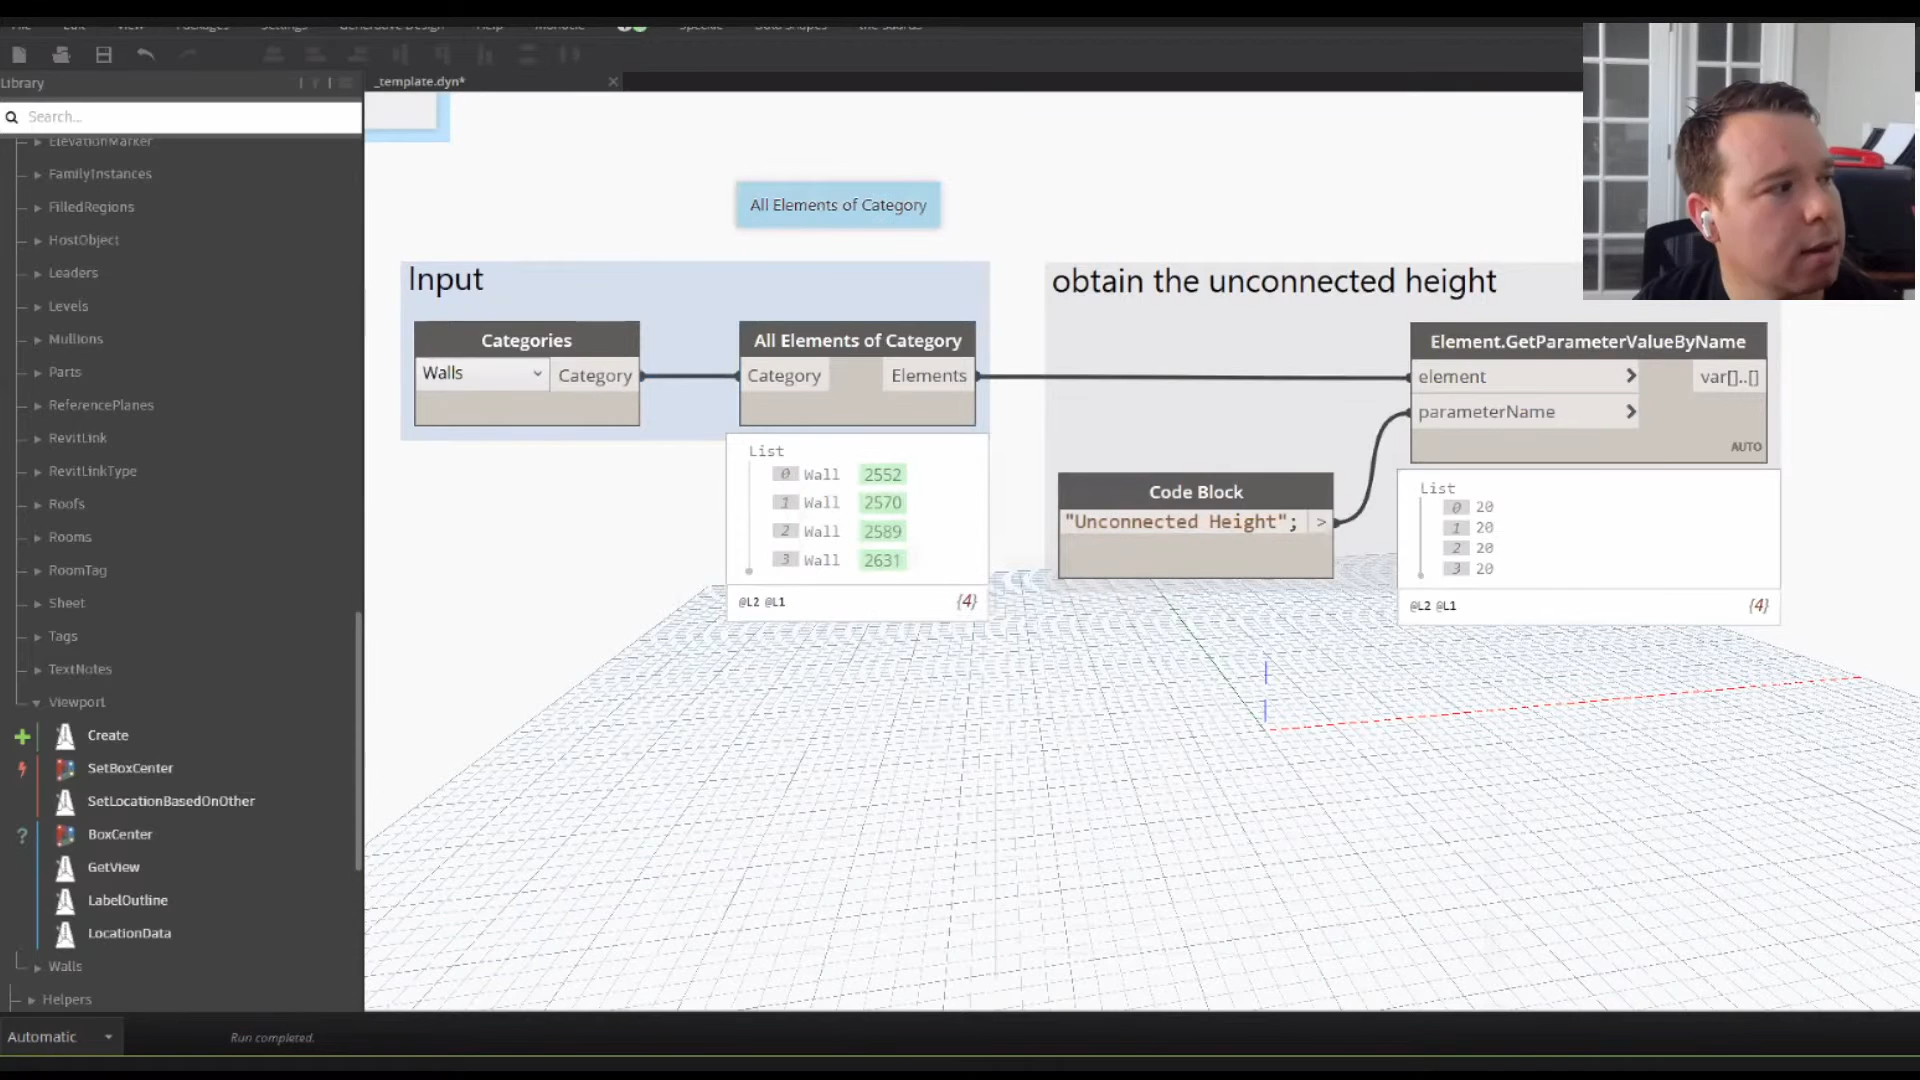 Library
_template.dyn*
Search...
ElevationMarker
FamilyInstances
FilledRegions
HostObject
Leaders
Levels
Mullions
Parts
ReferencePlanes
RevitLink
RevitLinkType
Roofs
Rooms
RoomTag
Sheet
Tags
TextNotes
Viewport
Create
SetBoxCenter
SetLocationBasedOnOther
BoxCenter
GetView
LabelOutline
LocationData
Walls
Helpers
Automatic
Run completed.
All Elements of Category
Input
Categories
Walls
Category
All Elements of Category
Category
Elements
List
0 Wall 2552
1 Wall 2570
2 Wall 2589
3 Wall 2631
@L2 @L1 {4}
obtain the unconnected height
Code Block
"Unconnected Height"; >
Element.GetParameterValueByName
element > var[]..[]
parameterName >
AUTO
List
0 20
1 20
2 20
3 20
@L2 @L1 {4}